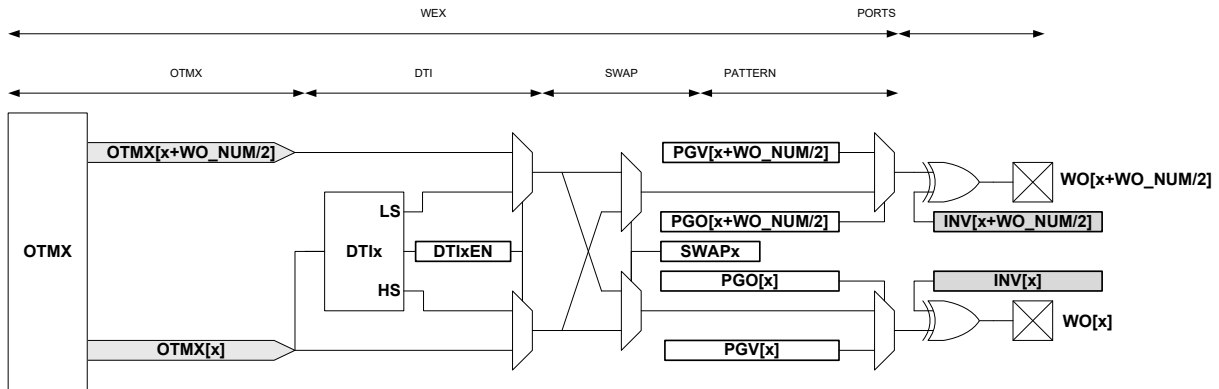 WEX PORTS
OTMX DTI SWAP PATTERN
OTMX[x+WO_NUM/2] PGV[x+WO_NUM/2]
WO[x+WO_NUM/2]
LS PGO[x+WO_NUM/2] INV[x+WO_NUM/2]
OTMX DTIx DTIxEN SWAPx
HS PGO[x] INV[x]
WO[x]
OTMX[x] PGV[x]